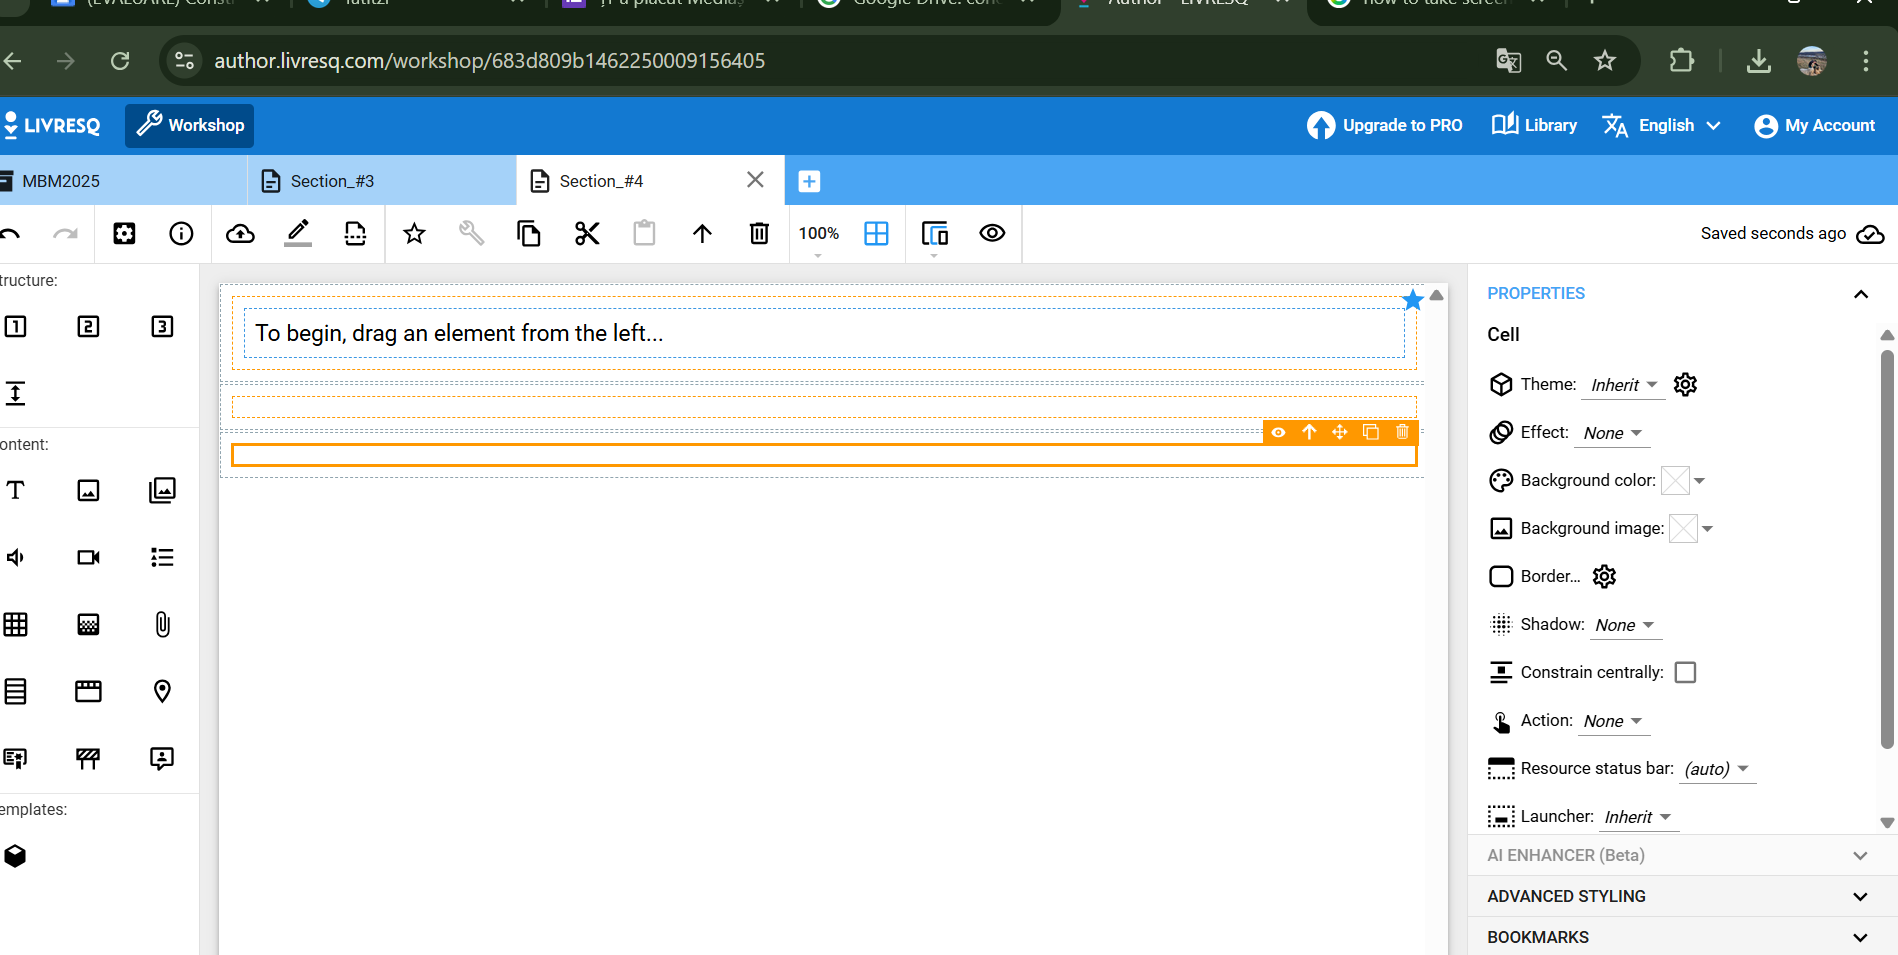 author.livresq.com/workshop/683d809b1462250009156405
LIVRESQ
Workshop
Upgrade to PRO
Library
English
My Account
MBM2025
Section_#3
Section_#4
100%
Saved seconds ago
tructure:
1 2 3
ontent:
emplates:
To begin, drag an element from the left...
PROPERTIES
Cell
Theme: Inherit
Effect: None
Background color:
Background image:
Border...
Shadow: None
Constrain centrally:
Action: None
Resource status bar: (auto)
Launcher: Inherit
AI ENHANCER (Beta)
ADVANCED STYLING
BOOKMARKS